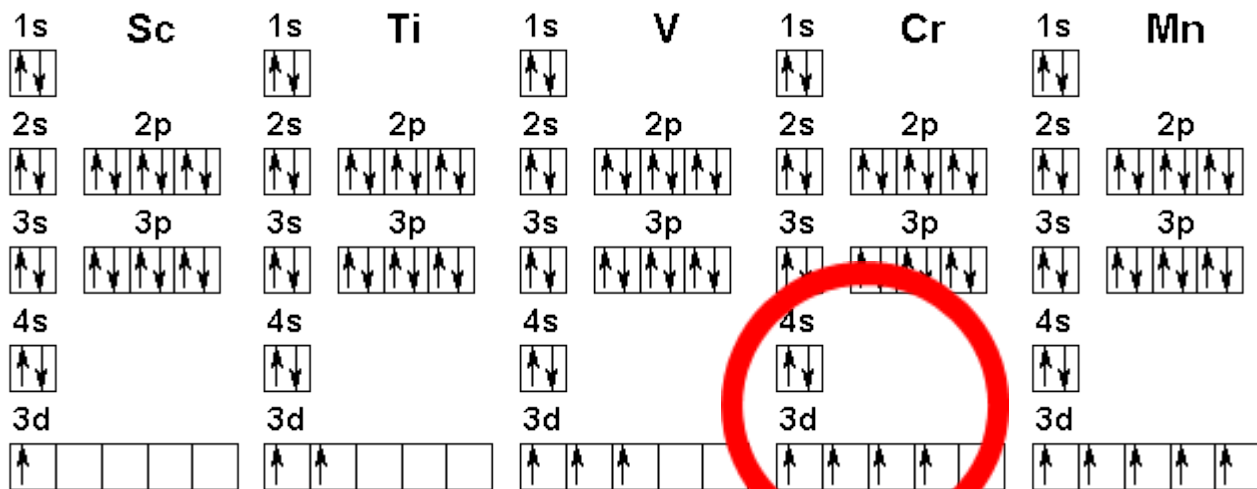 1s Sc 1s Ti 1s V 1s Cr 1s Mn
2s 2p 2s 2p 2s 2p 2s 2p 2s 2p
3s 3p 3s 3p 3s 3p 3s 3p 3s 3p
4s 4s 4s 4s 4s
3d 3d 3d 3d 3d